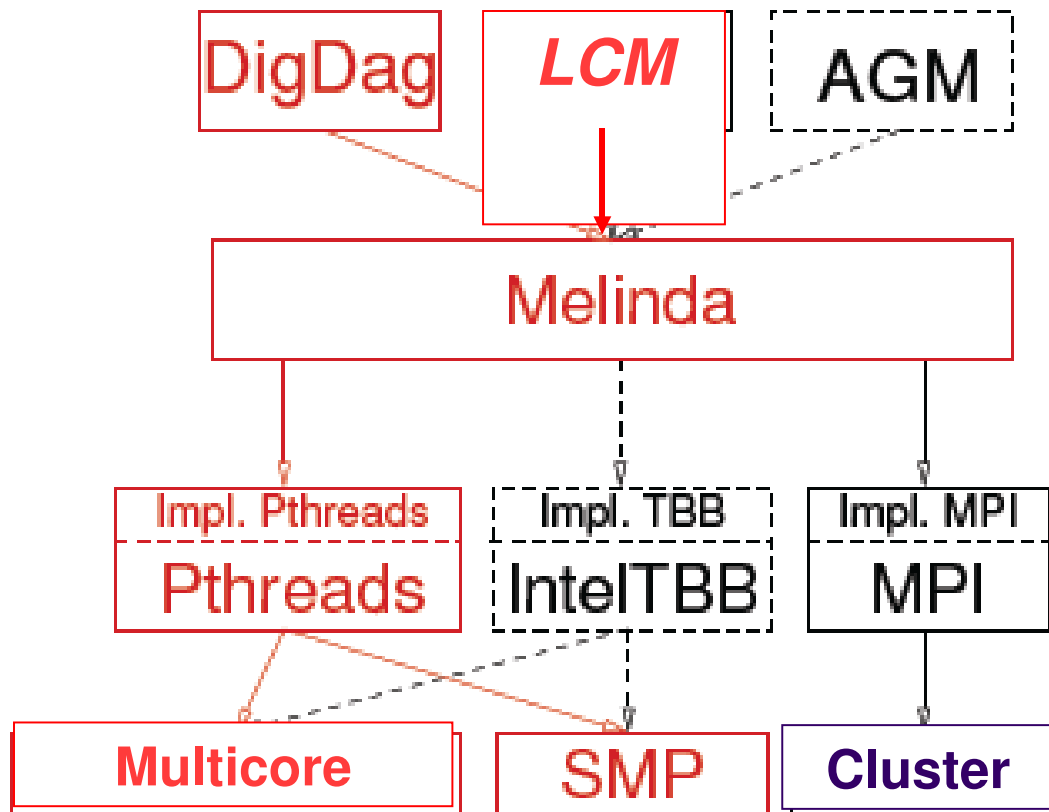 DigDag
LCM
AGM
Melinda
Impl. Pthreads
Pthreads
Impl. TBB
IntelTBB
Impl. MPI
MPI
Multicore
SMP
Cluster